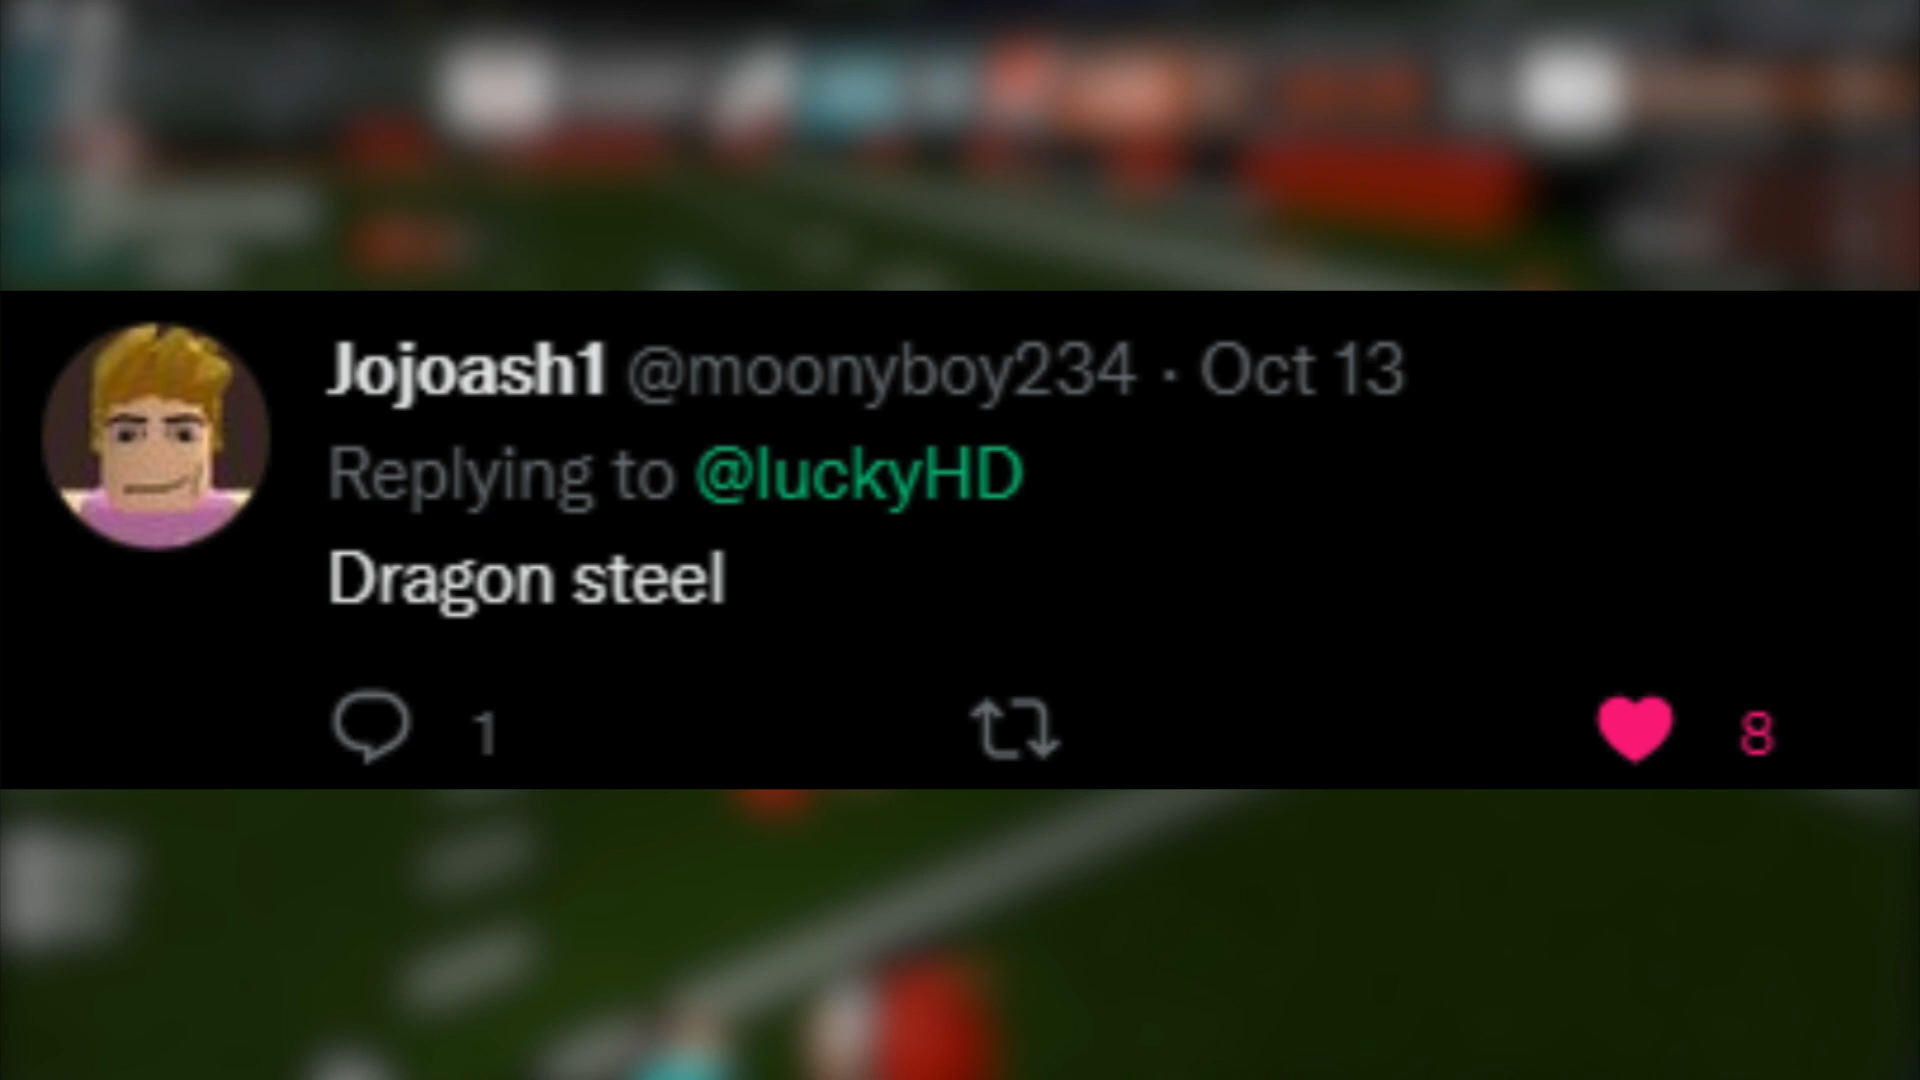 Jojoash1 @moonyboy234 · Oct 13
Replying to @luckyHD
Dragon steel
1 8